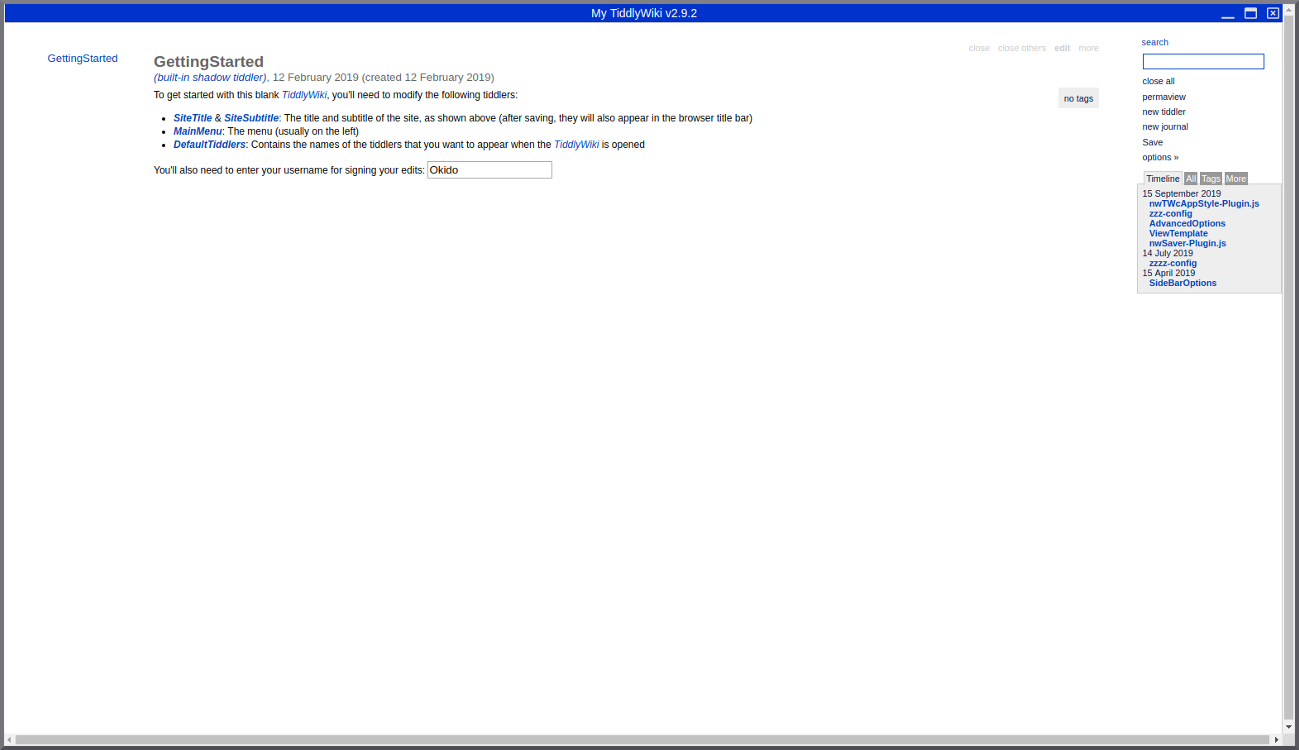 My TiddlyWiki v2.9.2
GettingStarted
close close others edit more
GettingStarted
(built-in shadow tiddler), 12 February 2019 (created 12 February 2019)
no tags
To get started with this blank TiddlyWiki, you'll need to modify the following tiddlers:
• SiteTitle & SiteSubtitle: The title and subtitle of the site, as shown above (after saving, they will also appear in the browser title bar)
• MainMenu: The menu (usually on the left)
• DefaultTiddlers: Contains the names of the tiddlers that you want to appear when the TiddlyWiki is opened
You'll also need to enter your username for signing your edits: Okido
search
close all
permaview
new tiddler
new journal
Save
options »
Timeline All Tags More
15 September 2019
nwTWcAppStyle-Plugin.js
zzz-config
AdvancedOptions
ViewTemplate
nwSaver-Plugin.js
14 July 2019
zzzz-config
15 April 2019
SideBarOptions